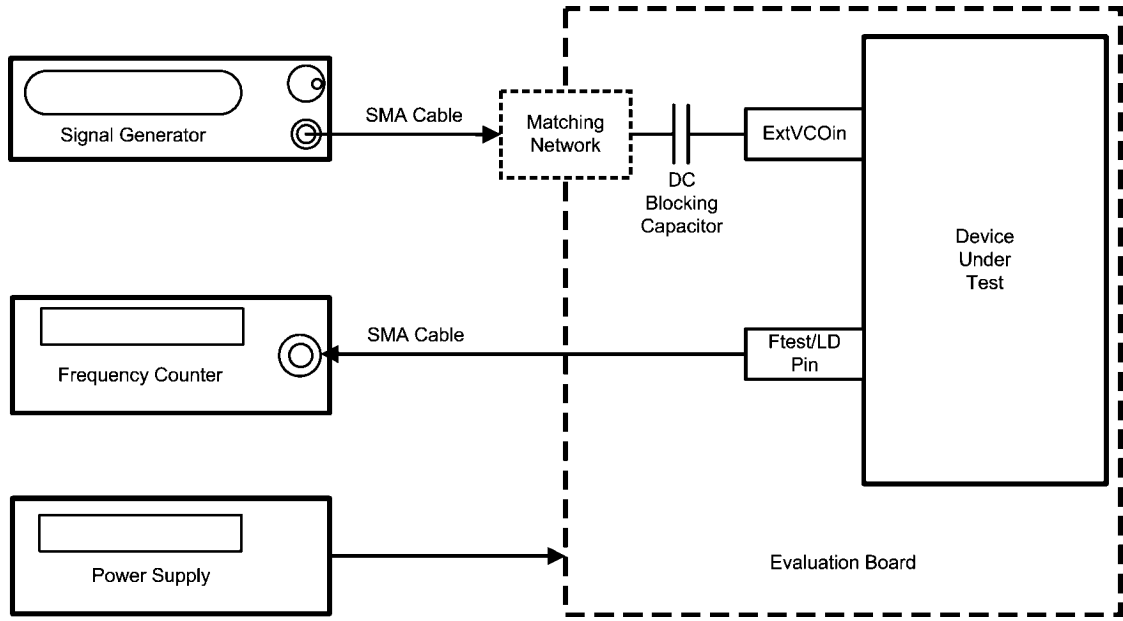 Signal Generator
SMA Cable
Matching
Network
DC
Blocking
Capacitor
ExtVCOin
Device
Under
Test
Frequency Counter
SMA Cable
Ftest/LD
Pin
Power Supply
Evaluation Board